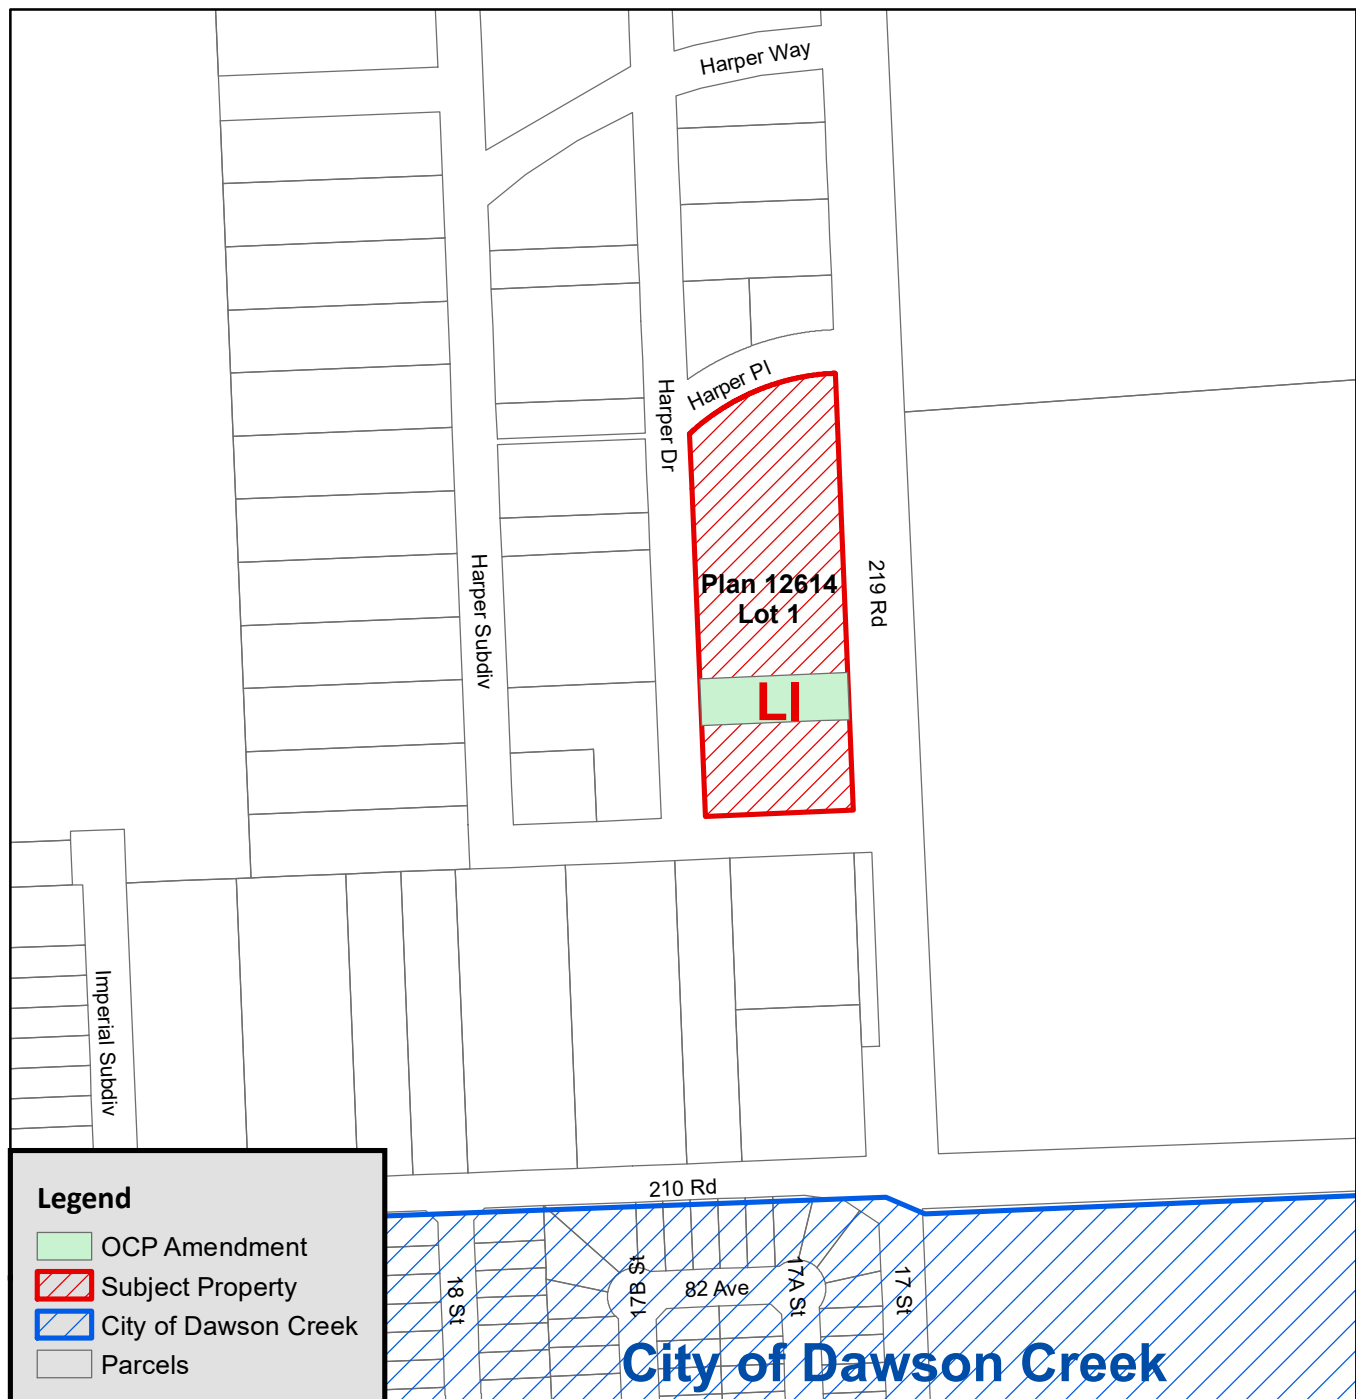 Harper Way
Harper Pl
Harper Dr
Harper Subdiv
219 Rd
Plan 12614
Lot 1
LI
Imperial Subdiv
210 Rd
18 St
17B St
82 Ave
17A St
17 St
City of Dawson Creek
Legend
OCP Amendment
Subject Property
City of Dawson Creek
Parcels